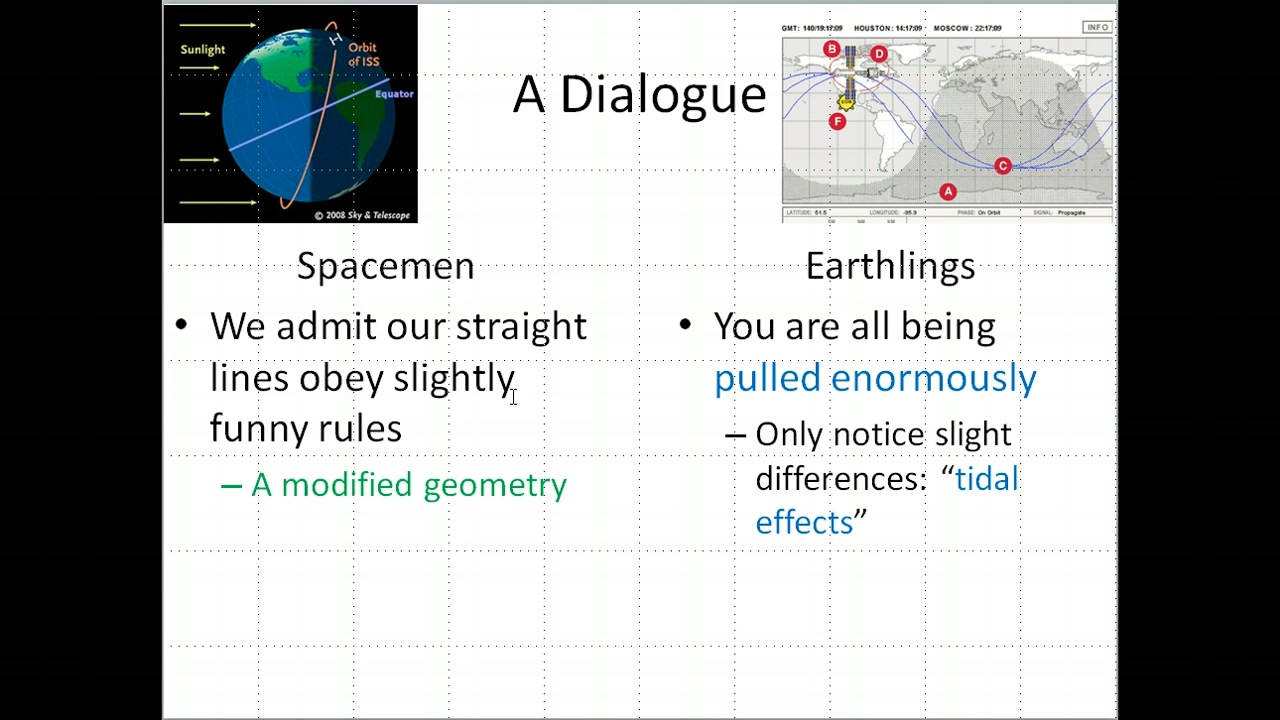 Sunlight
Orbit
of ISS
Equator
© 2008 Sky & Telescope
A Dialogue
GMT: 140/19:17:09 HOUSTON: 14:17:09 MOSCOW: 22:17:09
INFO
B
D
SUN
F
C
A
LATITUDE: 51.5 LONGITUDE: -95.9 PHASE: On Orbit SIGNAL: Propagate
Spacemen
• We admit our straight
lines obey slightly
funny rules
– A modified geometry
Earthlings
• You are all being
pulled enormously
– Only notice slight
differences: “tidal
effects”